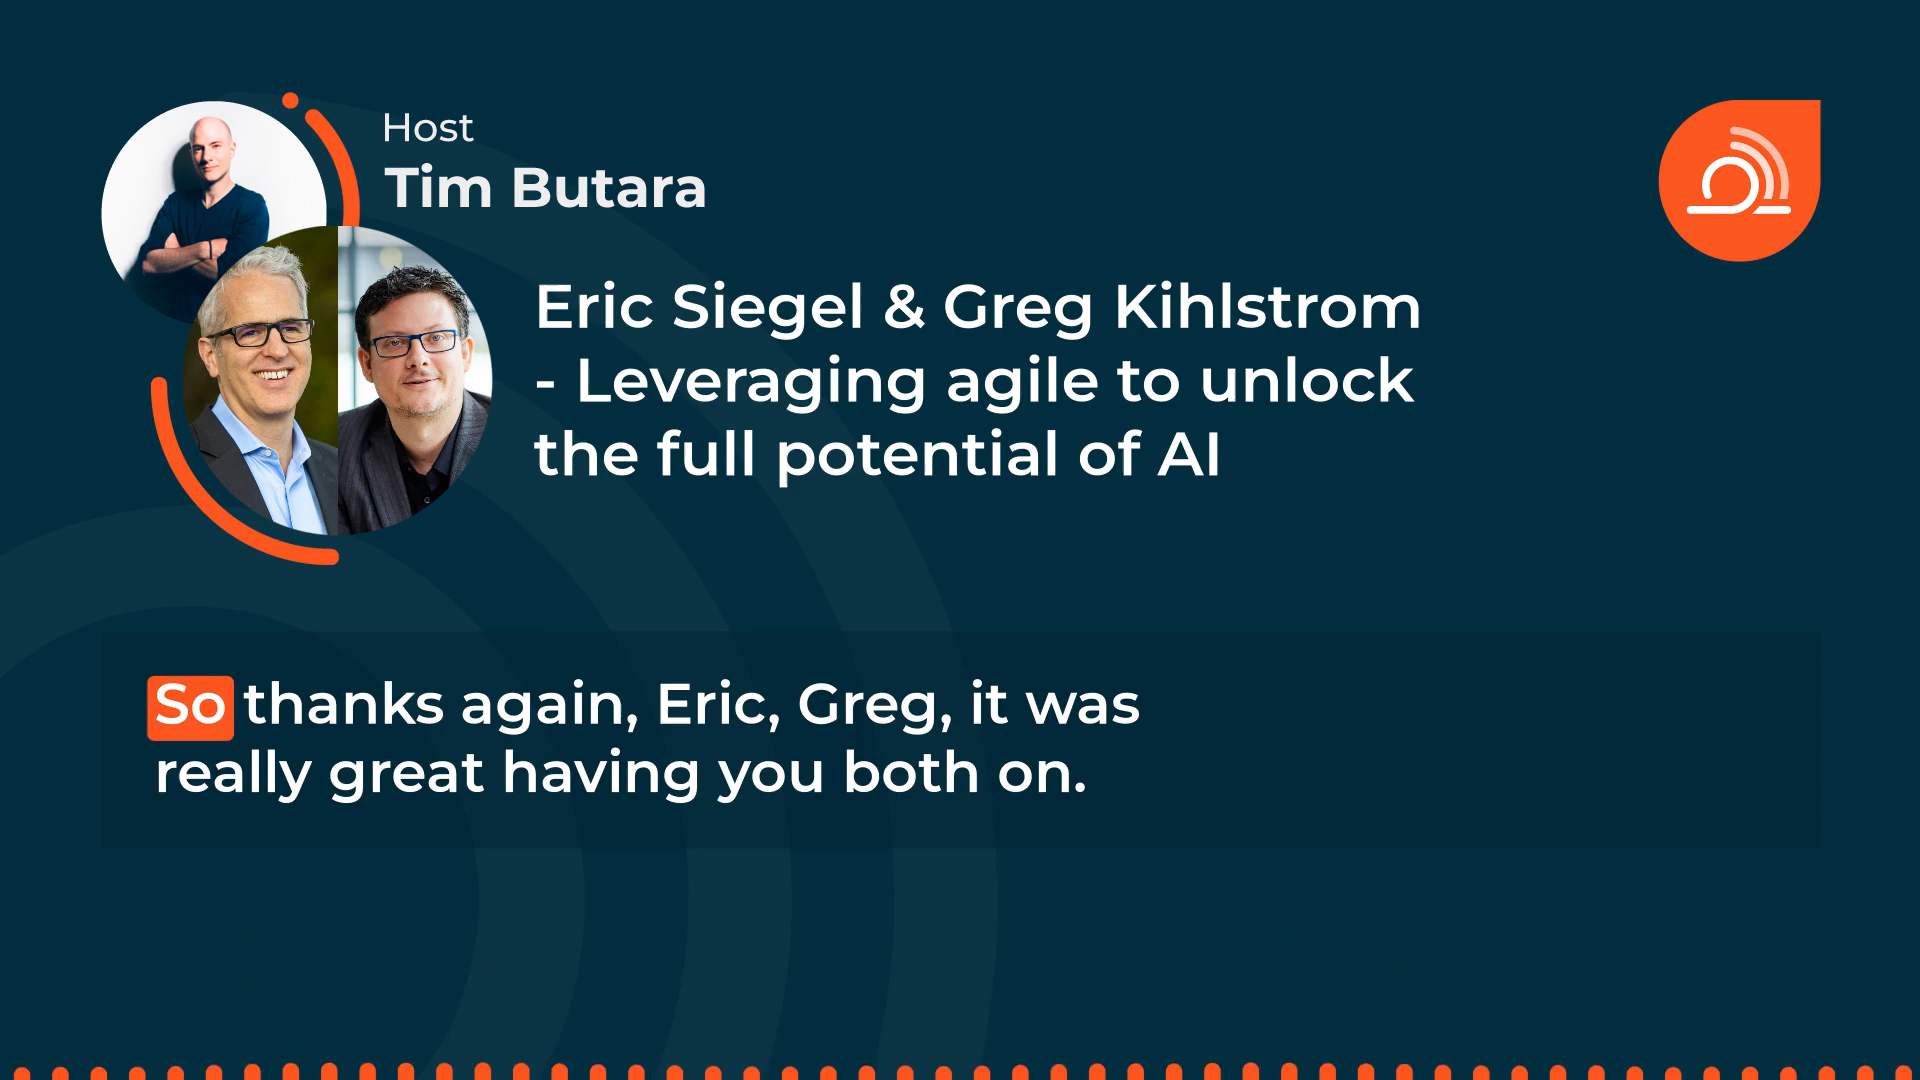 Host
Tim Butara
Eric Siegel & Greg Kihlstrom
- Leveraging agile to unlock
the full potential of AI
So thanks again, Eric, Greg, it was
really great having you both on.